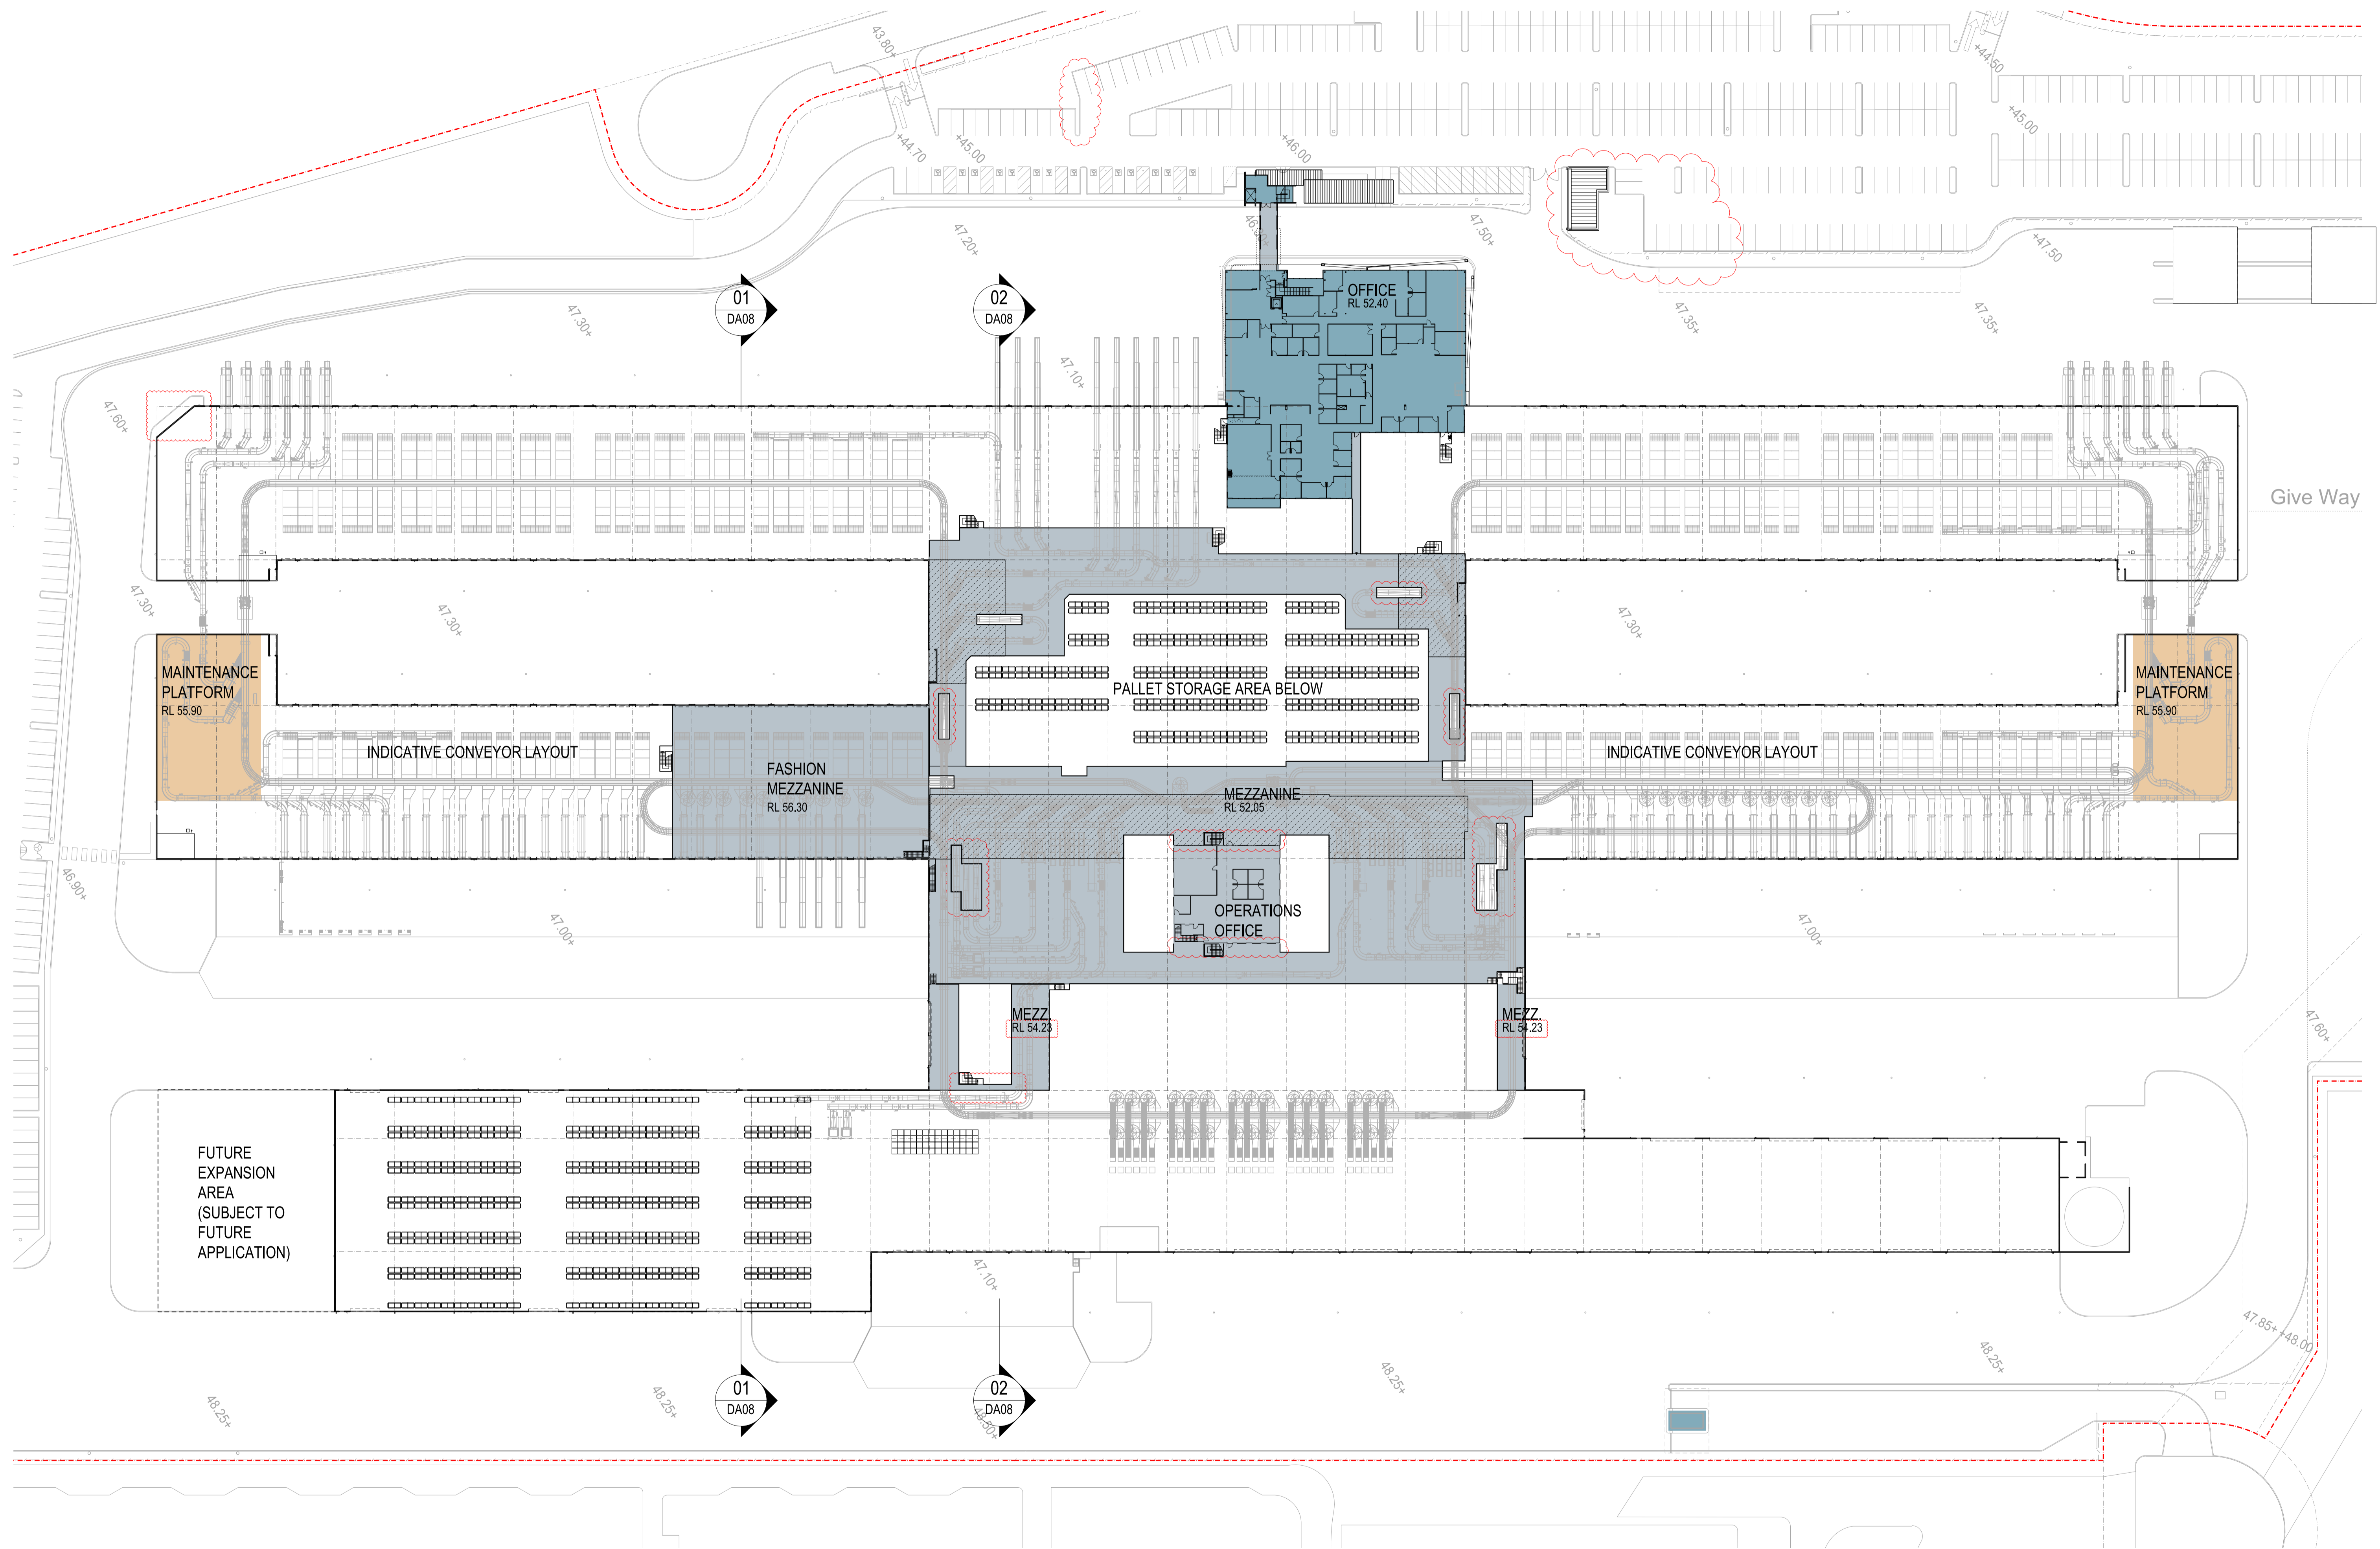 43.80+
+44.50
+44.70
+45.00
+46.00
+45.00
47.20+
47.50+
+47.50
OFFICE
RL 52.40
01
DA08
02
DA08
47.30+
47.10+
47.35+
47.35+
47.60+
Give Way
47.30+
47.30+
47.30+
MAINTENANCE
PLATFORM
RL 55.90
PALLET STORAGE AREA BELOW
MAINTENANCE
PLATFORM
RL 55.90
INDICATIVE CONVEYOR LAYOUT
INDICATIVE CONVEYOR LAYOUT
FASHION
MEZZANINE
RL 56.30
MEZZANINE
RL 52.05
46.90+
OPERATIONS
OFFICE
47.00+
47.00+
MEZZ.
RL 54.23
MEZZ.
RL 54.23
47.60+
FUTURE
EXPANSION
AREA
(SUBJECT TO
FUTURE
APPLICATION)
47.10+
47.85+
+48.00
48.25+
48.25+
48.25+
48.25+
01
DA08
02
DA08
48.50+